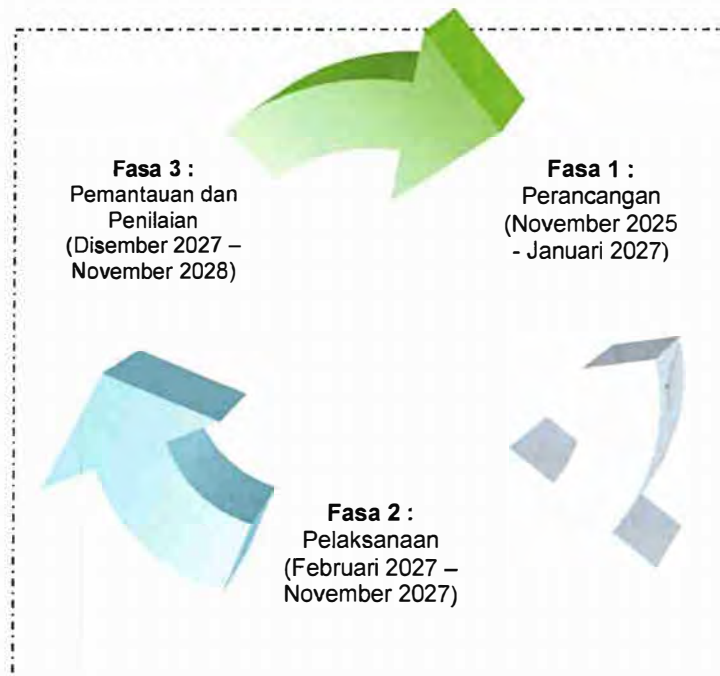 Fasa 3 :
Pemantauan dan
Penilaian
(Disember 2027 –
November 2028)
Fasa 1 :
Perancangan
(November 2025
- Januari 2027)
Fasa 2 :
Pelaksanaan
(Februari 2027 –
November 2027)